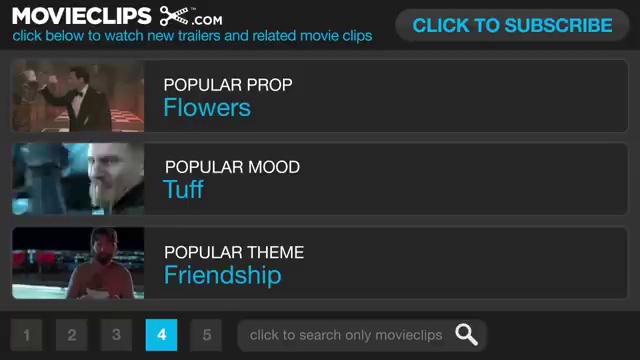 MOVIECLIPS .COM
click below to watch new trailers and related movie clips
CLICK TO SUBSCRIBE
POPULAR PROP
Flowers
POPULAR MOOD
Tuff
POPULAR THEME
Friendship
1 2 3 4 5
click to search only movieclips